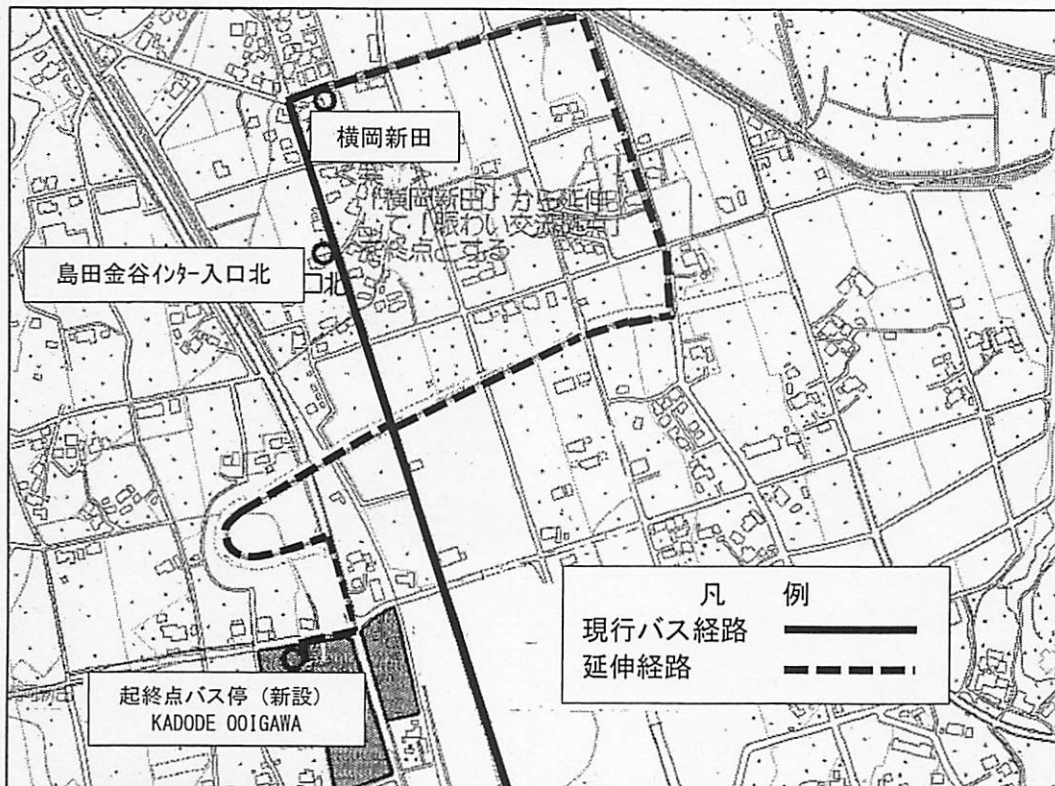 横岡新田
「横岡新田」から延伸
して「賑わい交流拠点」
を起終点とする
島田金谷インター入口北
口北
凡 例
現行バス経路
延伸経路
起終点バス停（新設）
KADODE OOIGAWA